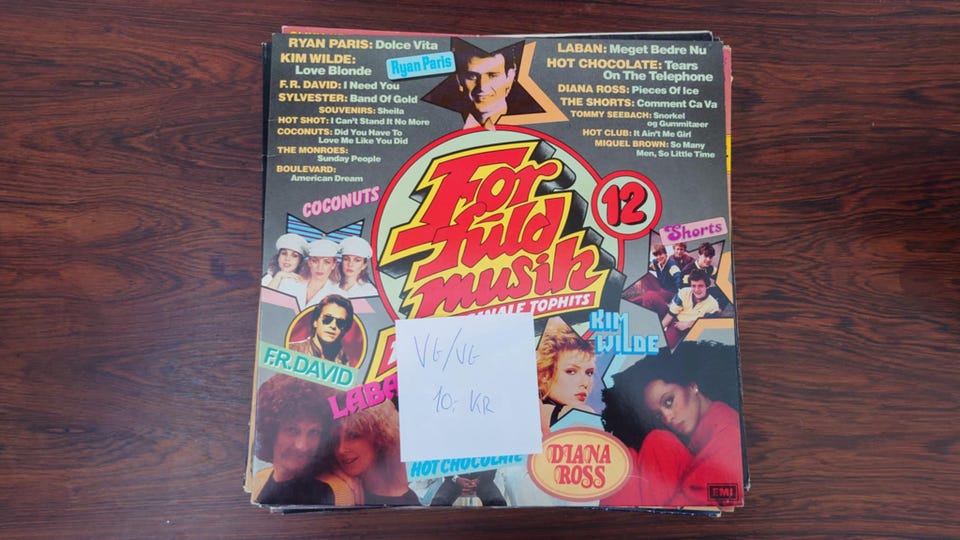 RYAN PARIS: Dolce Vita
KIM WILDE:
Love Blonde
F.R. DAVID: I Need You
SYLVESTER: Band Of Gold
SOUVENIRS: Sheila
HOT SHOT: I Can't Stand It No More
COCONUTS: Did You Have To
Love Me Like You Did
THE MONROES:
Sunday People
BOULEVARD:
American Dream
Ryan Paris
LABAN: Meget Bedre Nu
HOT CHOCOLATE: Tears
On The Telephone
DIANA ROSS: Pieces Of Ice
THE SHORTS: Comment Ca Va
TOMMY SEEBACH: Snorkel
og Gummitæer
HOT CLUB: It Ain't Me Girl
MIQUEL BROWN: So Many
Men, So Little Time
For
fuld
musik
12
TOPHITS
COCONUTS
Shorts
F.R. DAVID
KIM
WILDE
VG/VG
10,- KR
HOT CHOCOLATE
DIANA
ROSS
EMI